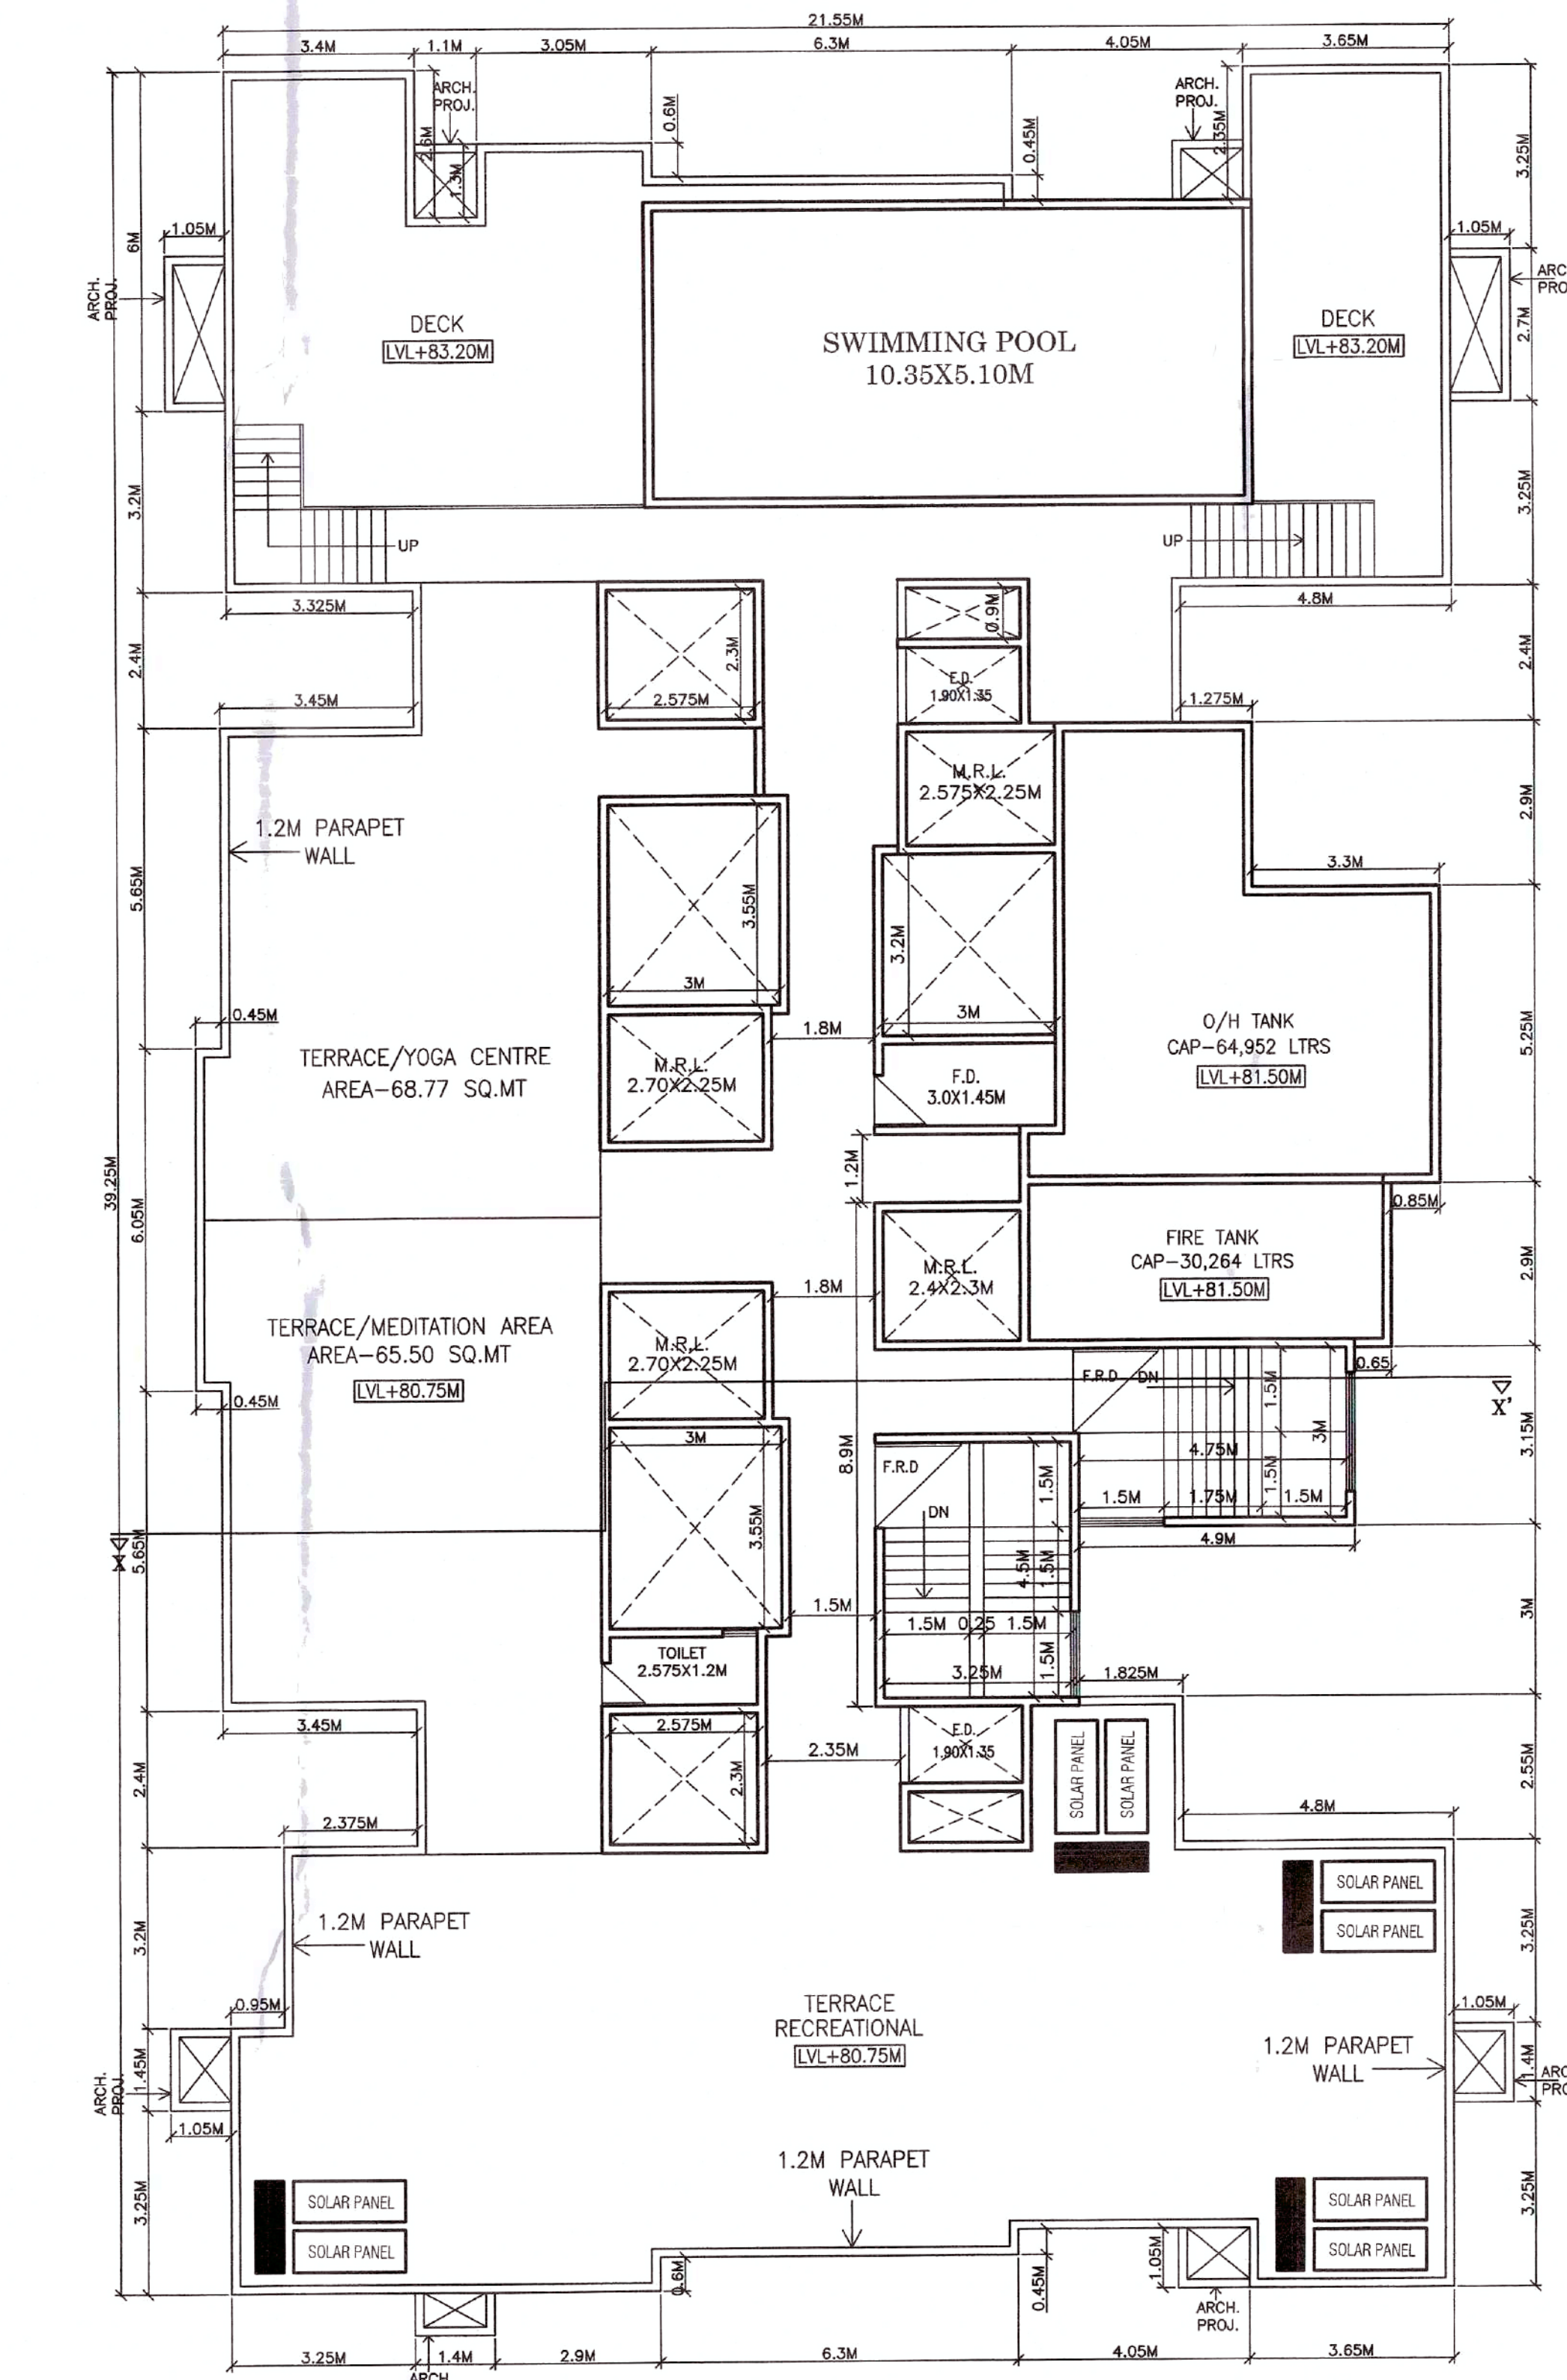 21.55M
3.4M 1.1M 3.05M 6.3M 4.05M 3.65M
ARCH.
PROJ.
ARCH.
PROJ.
2.6M
1.3M
0.6M
0.45M
2.35M
3.25M
6M
1.05M
1.05M
ARCH.
PROJ.
2.7M
DECK
LVL+83.20M
SWIMMING POOL
10.35X5.10M
DECK
LVL+83.20M
3.2M
3.25M
UP
UP
3.325M
4.8M
2.4M
2.3M
0.9M
2.4M
E.D.
1.90X1.35
3.45M
2.575M
1.275M
M.R.L.
2.575X2.25M
2.9M
1.2M PARAPET
WALL
3.3M
5.65M
3.55M
3.2M
3M
3M
0.45M
1.8M
O/H TANK
CAP-64,952 LTRS
LVL+81.50M
5.25M
TERRACE/YOGA CENTRE
AREA-68.77 SQ.MT
M.R.L.
2.70X2.25M
F.D.
3.0X1.45M
39.25M
1.2M
6.05M
0.85M
FIRE TANK
CAP-30,264 LTRS
LVL+81.50M
2.9M
M.R.L.
2.4X2.3M
1.8M
TERRACE/MEDITATION AREA
AREA-65.50 SQ.MT
LVL+80.75M
M.R.L.
2.70X2.25M
0.65
F.R.D DN
1.5M
X'
0.45M
3M
3M
4.75M
3.15M
8.9M
F.R.D
1.5M
1.5M
1.5M 1.75M 1.5M
DN
3.55M
4.9M
X
5.65M
4.5M
1.5M
1.5M
3M
1.5M 0.25 1.5M
TOILET
2.575X1.2M
3.25M
1.5M
1.825M
3.45M
2.575M
E.D.
1.90X1.35
2.35M
2.3M
SOLAR PANEL
SOLAR PANEL
2.55M
2.4M
4.8M
2.375M
SOLAR PANEL
SOLAR PANEL
1.2M PARAPET
WALL
3.2M
3.25M
0.95M
TERRACE
RECREATIONAL
LVL+80.75M
1.05M
1.2M PARAPET
WALL
1.45M
1.4M
ARCH.
PROJ.
1.05M
1.2M PARAPET
WALL
3.25M
3.25M
SOLAR PANEL
SOLAR PANEL
SOLAR PANEL
SOLAR PANEL
0.6M
0.45M
1.05M
ARCH.
PROJ.
3.25M 1.4M 2.9M 6.3M 4.05M 3.65M